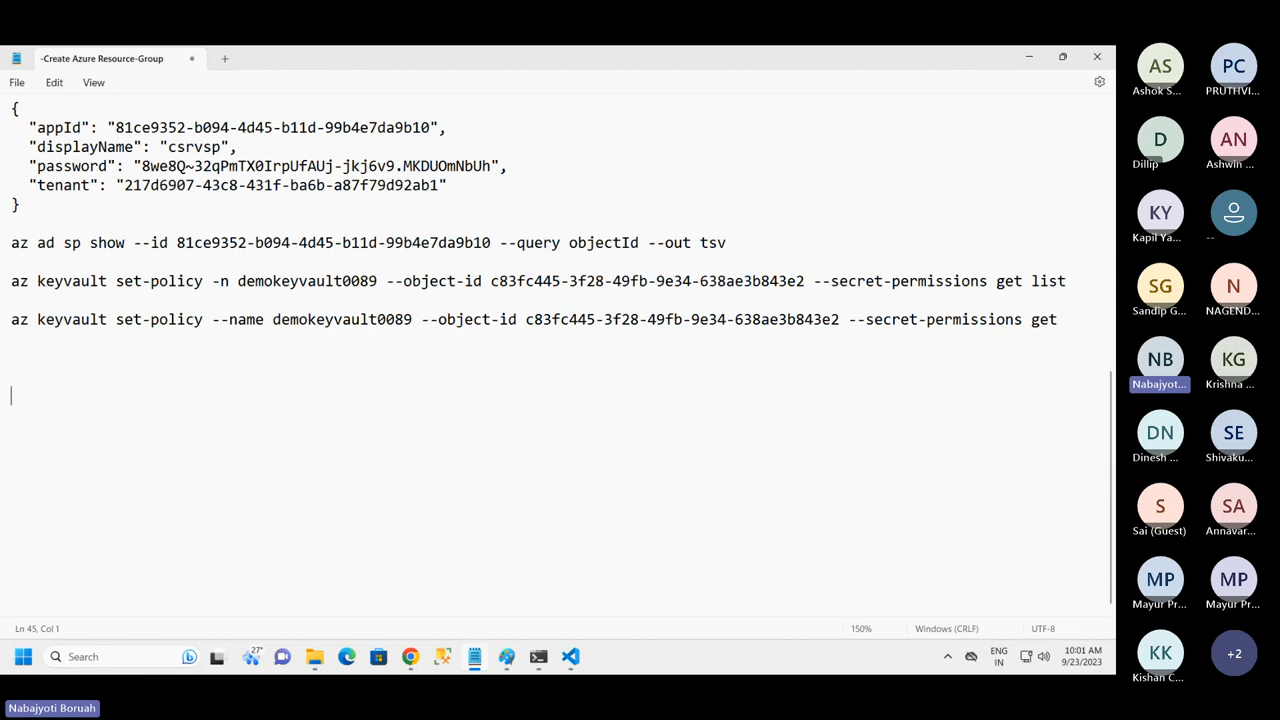 -Create Azure Resource-Group
File Edit View
{
"appId": "81ce9352-b094-4d45-b11d-99b4e7da9b10",
"displayName": "csrvsp",
"password": "8we8Q~32qPmTX0IrpUfAUj-jkj6v9.MKDUOmNbUh",
"tenant": "217d6907-43c8-431f-ba6b-a87f79d92ab1"
}
az ad sp show --id 81ce9352-b094-4d45-b11d-99b4e7da9b10 --query objectId --out tsv
az keyvault set-policy -n demokeyvault0089 --object-id c83fc445-3f28-49fb-9e34-638ae3b843e2 --secret-permissions get list
az keyvault set-policy --name demokeyvault0089 --object-id c83fc445-3f28-49fb-9e34-638ae3b843e2 --secret-permissions get
Ln 45, Col 1
150%
Windows (CRLF)
UTF-8
Search
27°
ENG
IN
10:01 AM
9/23/2023
AS
Ashok S...
PC
PRUTHVI...
D
Dillip
AN
Ashwin ...
KY
Kapil Ya...
--
SG
Sandip G...
N
NAGEND...
NB
Nabajyot...
KG
Krishna ...
DN
Dinesh ...
SE
Shivaku...
S
Sai (Guest)
SA
Annavar...
MP
Mayur Pr...
MP
Mayur Pr...
KK
Kishan C...
+2
Nabajyoti Boruah